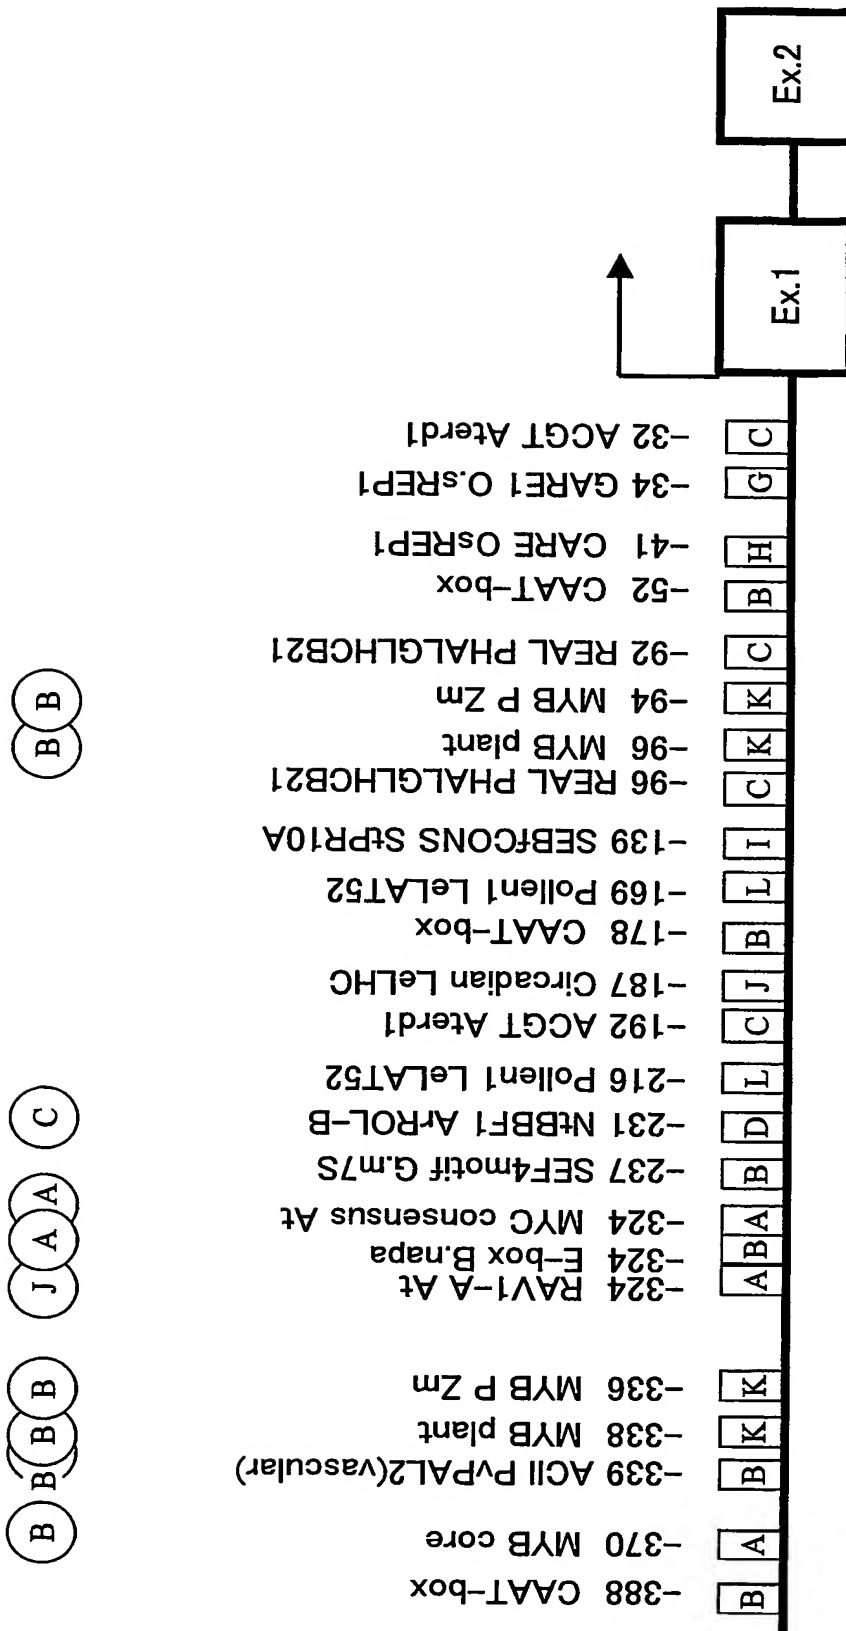 Ex.2
Ex.1
-32 ACGT Aterd1 C
-34 GARE1 O.sREP1 G
-41 CARE OsREP1 H
-52 CAAT-box B
-92 REAL PHALGLHCB21 C
-94 MYB P Zm K
-96 MYB plant K
-96 REAL PHALGLHCB21 C
-139 SEBfCONS StPR10A I
-169 Pollen1 LeLAT52 L
-178 CAAT-box B
-187 Circadian LeLHC J
-192 ACGT Aterd1 C
-216 Pollen1 LeLAT52 L
-231 NtBBF1 ArROL-B D
-237 SEF4motif G.m7S B
-324 MYC consensus At A
-324 E-box B.napa B
-324 RAV1-A At A
-336 MYB P Zm K
-338 MYB plant K
-339 ACII PvPAL2(vascular) B
-370 MYB core A
-388 CAAT-box B
B
B
C
A
A
J
B
B
B
B